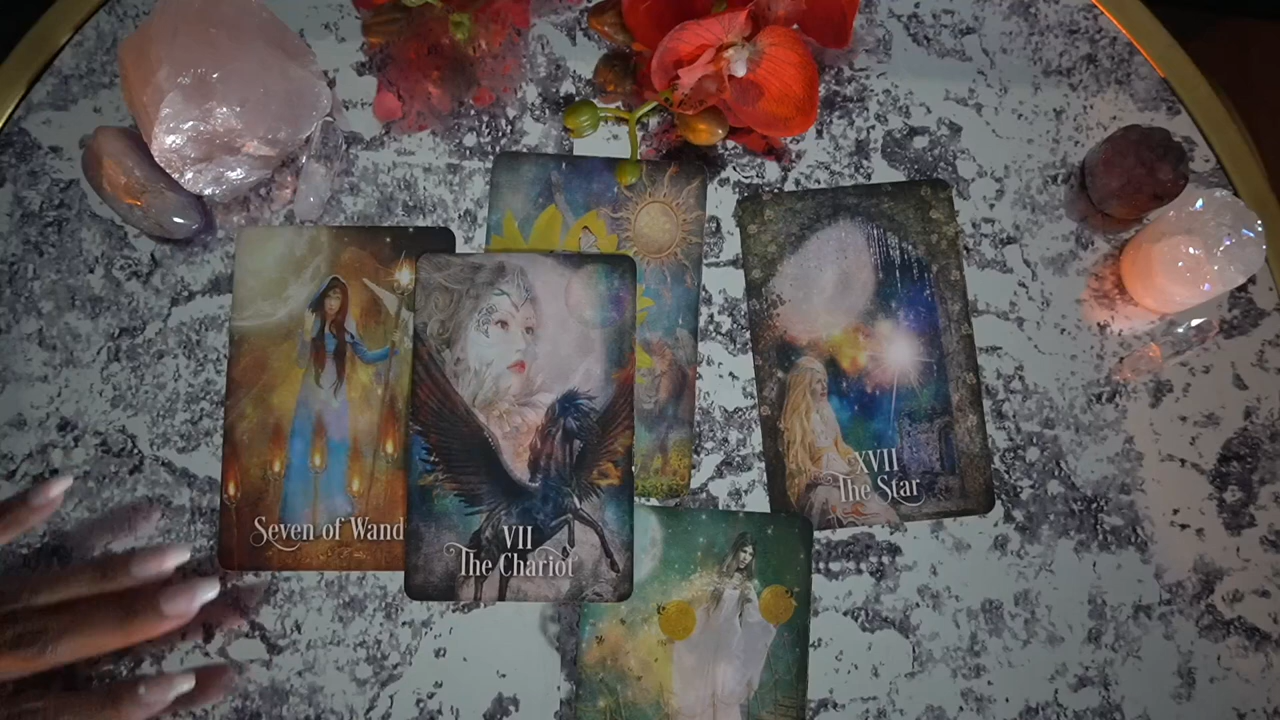 Seven of Wand
VII
The Chariot
XVII
The Star